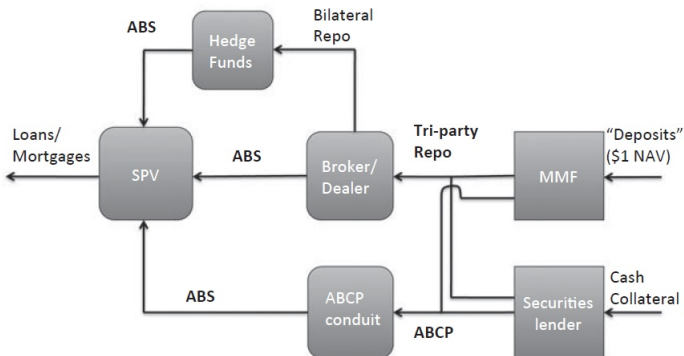 ABS
Hedge
Funds
Bilateral
Repo
Loans/
Mortgages
SPV
ABS
Broker/
Dealer
Tri-party
Repo
MMF
“Deposits”
($1 NAV)
ABS
ABCP
conduit
ABCP
Securities
lender
Cash
Collateral